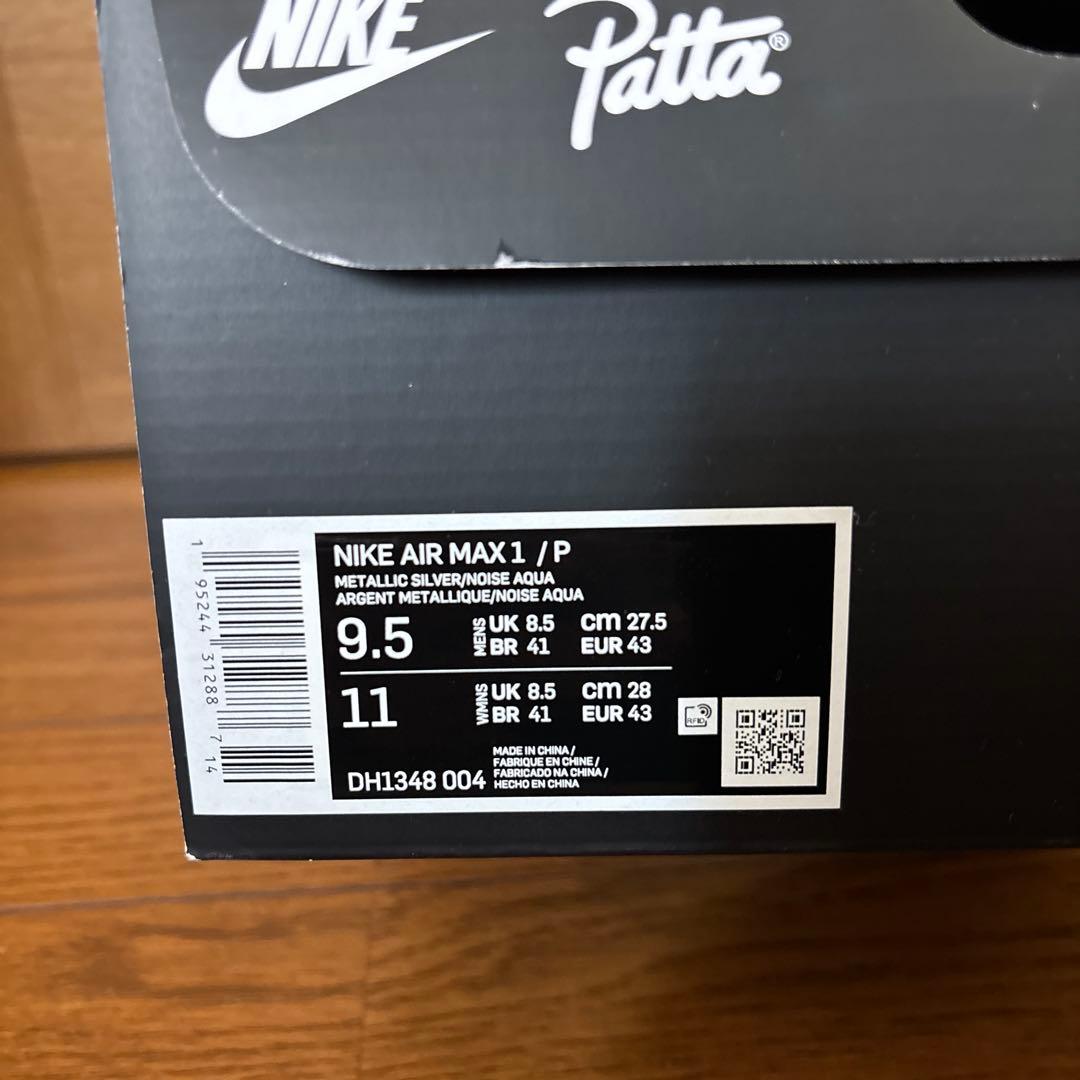 NIKE
Patta®
NIKE AIR MAX 1 / P
METALLIC SILVER/NOISE AQUA
ARGENT METALLIQUE/NOISE AQUA
9.5 MENS UK 8.5 cm 27.5
BR 41 EUR 43
11 WMNS UK 8.5 cm 28
BR 41 EUR 43
RFID
MADE IN CHINA /
FABRIQUE EN CHINE /
FABRICADO NA CHINA /
HECHO EN CHINA
DH1348 004
1 95244 31288 7 14